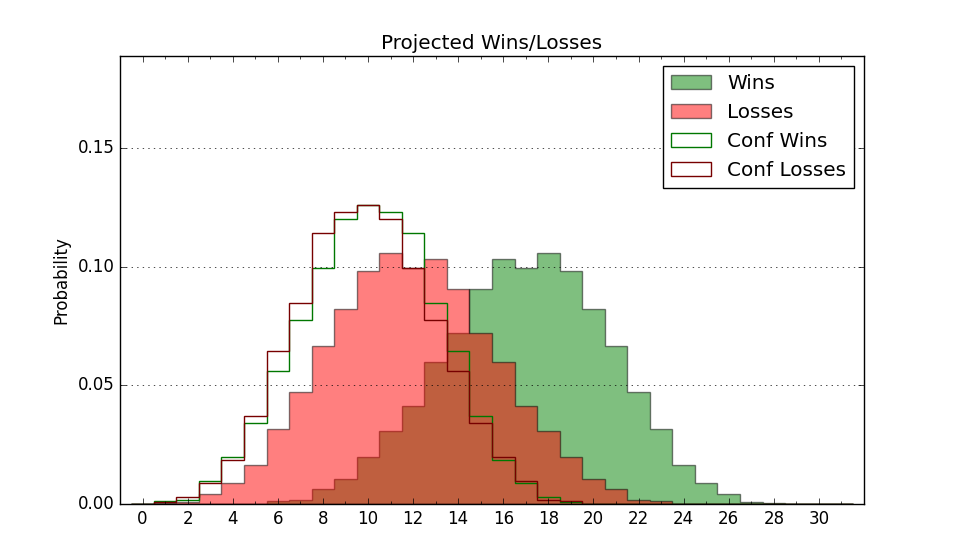 Projected Wins/Losses
Wins
Losses
Conf Wins
Conf Losses
Probability
0.15
0.10
0.05
0.00
0 2 4 6 8 10 12 14 16 18 20 22 24 26 28 30